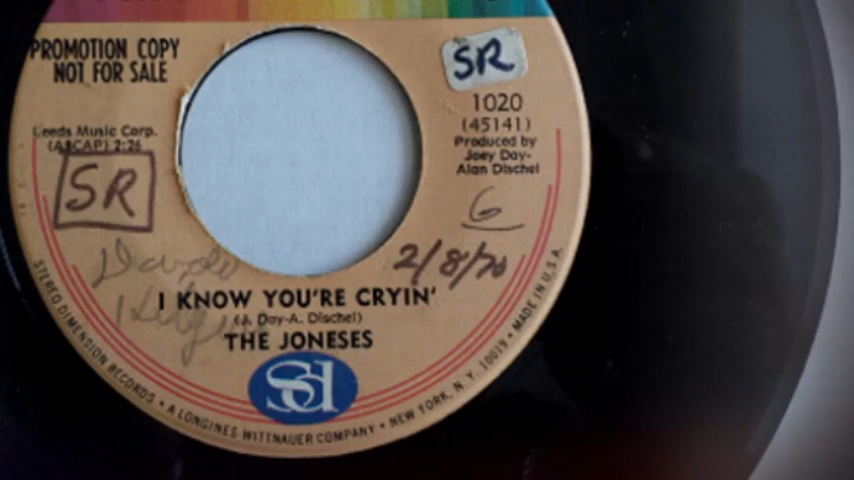 PROMOTION COPY
NOT FOR SALE
SR
1020
(45141)
Produced by
Joey Day-
Alan Dischel
Leeds Music Corp.
(ASCAP) 2:26
SR
6
2/8/70
I KNOW YOU'RE CRYIN'
(J. Day-A. Dischel)
THE JONESES
Sd
STEREO DIMENSION RECORDS • A LONGINES WITTNAUER COMPANY • NEW YORK, N. Y. 10019 • MADE IN U.S.A.